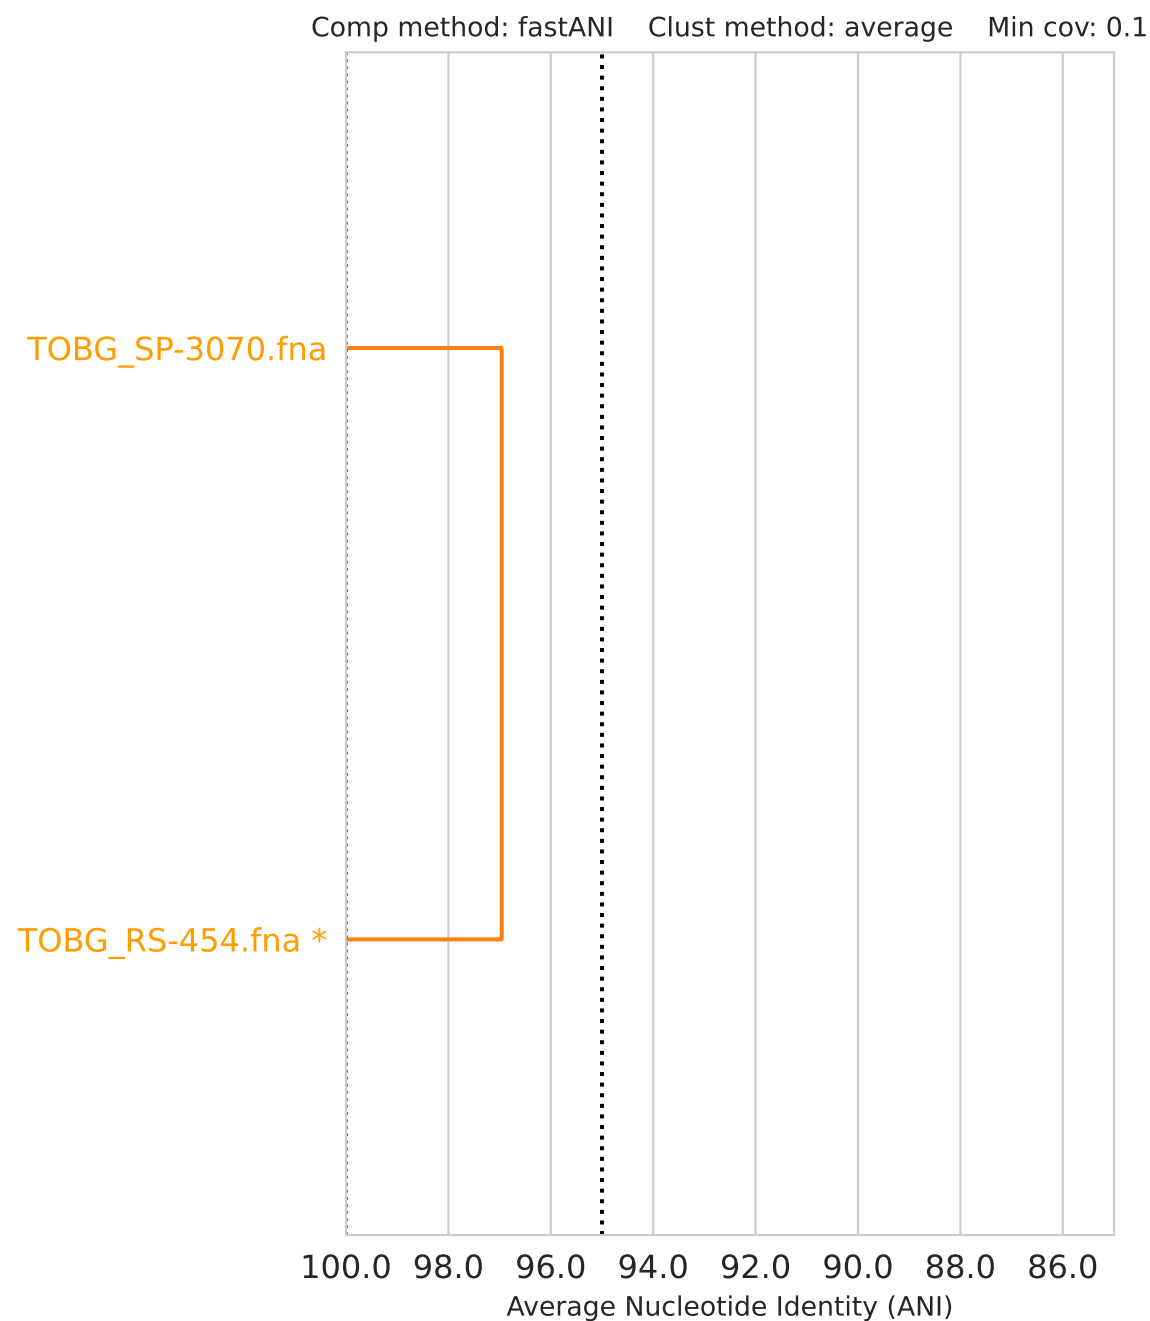 Comp method: fastANI    Clust method: average    Min cov: 0.1
TOBG_SP-3070.fna
TOBG_RS-454.fna *
100.0 98.0 96.0 94.0 92.0 90.0 88.0 86.0
Average Nucleotide Identity (ANI)